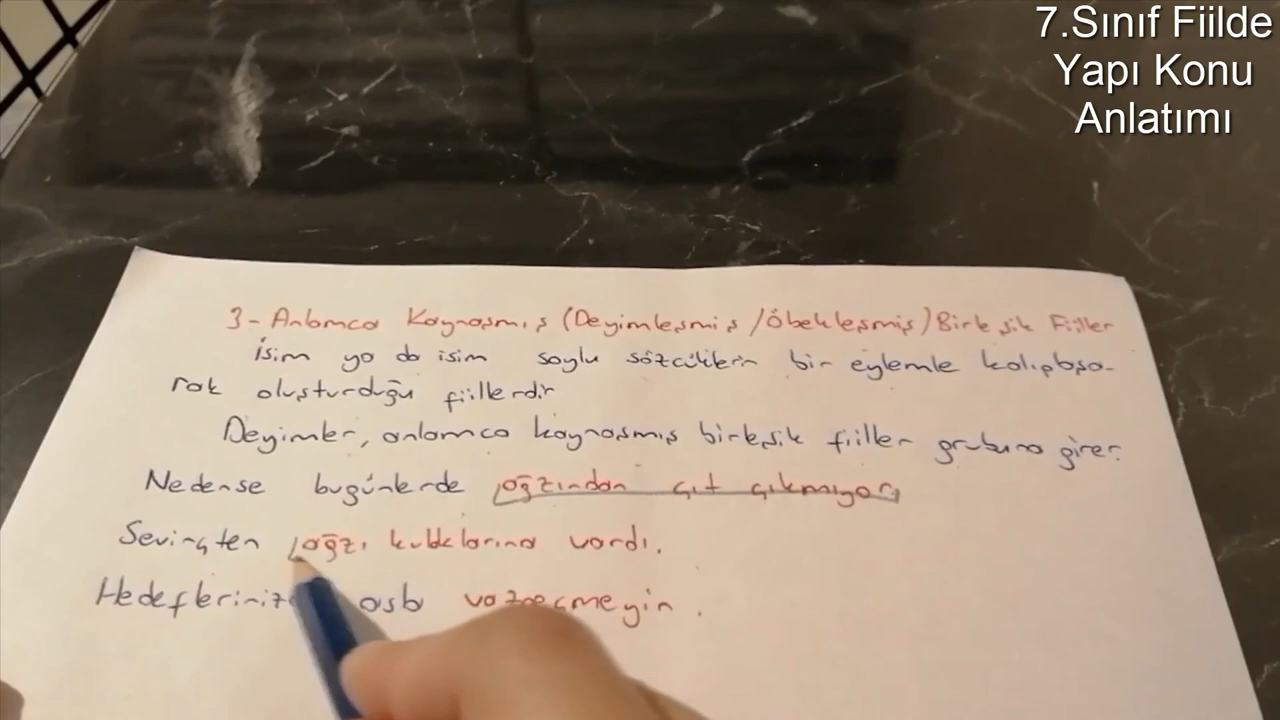 7.Sınıf Fiilde
Yapı Konu
Anlatımı
3- Anlamca Kaynaşmış (Deyimleşmiş /Öbekleşmiş) Birleşik Fiiller
İsim ya da isim soylu sözcüklerin bir eylemle kalıplaşa-
rak oluşturduğu fiillerdir
Deyimler, anlamca kaynaşmış birleşik fiiller grubuna girer.
Nedense bugünlerde ağzından çıt çıkmıyor,
Sevinçten ağzı kulaklarına vardı.
asla vazgeçmeyin .